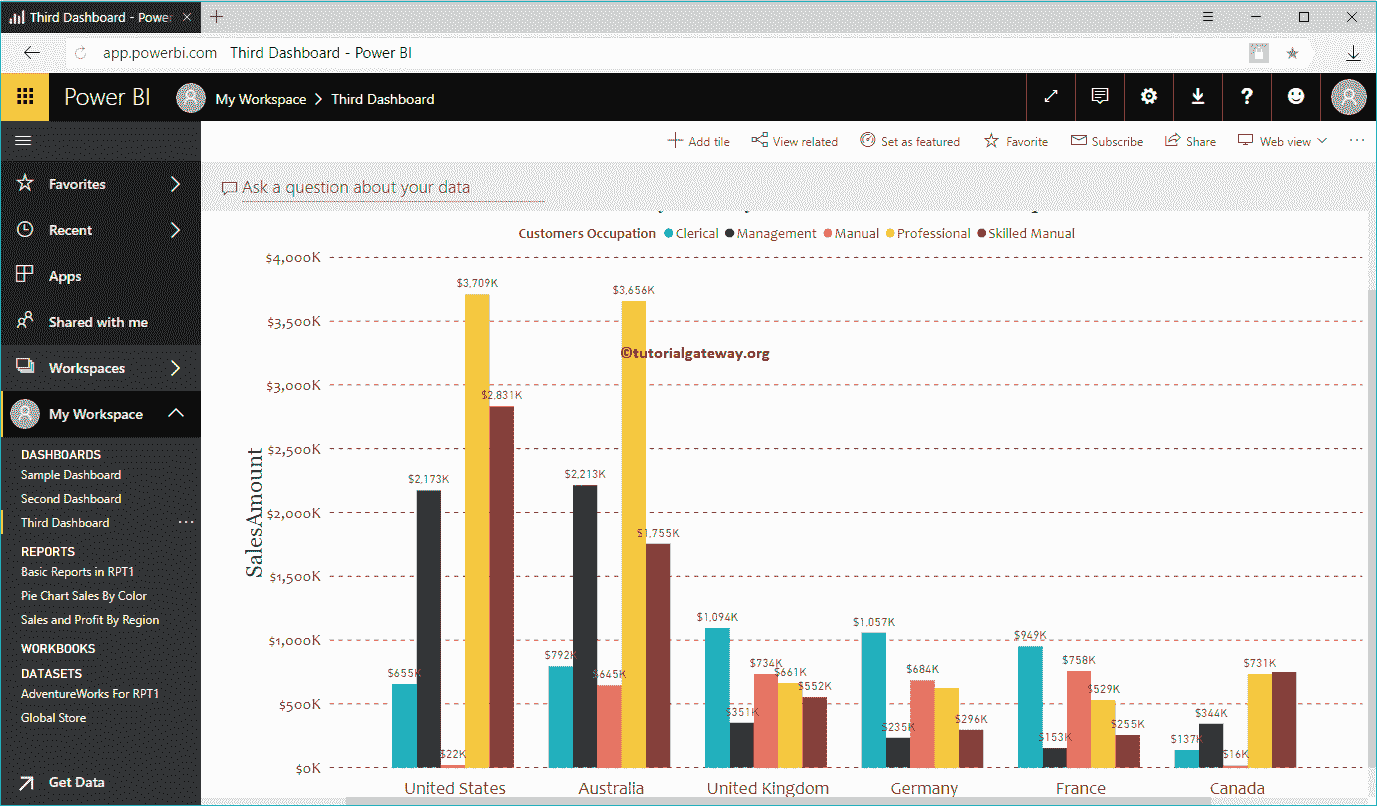 Third Dashboard - Power
app.powerbi.com Third Dashboard - Power BI
Power BI My Workspace > Third Dashboard
Add tile View related Set as featured Favorite Subscribe Share Web view ...
Ask a question about your data
Favorites
Recent
Apps
Shared with me
Workspaces
My Workspace
DASHBOARDS
Sample Dashboard
Second Dashboard
Third Dashboard ...
REPORTS
Basic Reports in RPT1
Pie Chart Sales By Color
Sales and Profit By Region
WORKBOOKS
DATASETS
AdventureWorks For RPT1
Global Store
Get Data
Customers Occupation Clerical Management Manual Professional Skilled Manual
SalesAmount
$4,000K
$3,500K
$3,000K
$2,500K
$2,000K
$1,500K
$1,000K
$500K
$0K
©tutorialgateway.org
$655K $2,173K $22K $3,709K $2,831K
$792K $2,213K $645K $3,656K $1,755K
$1,094K $351K $734K $661K $552K
$1,057K $235K $684K $296K
$949K $153K $758K $529K $255K
$137K $344K $16K $731K
United States Australia United Kingdom Germany France Canada